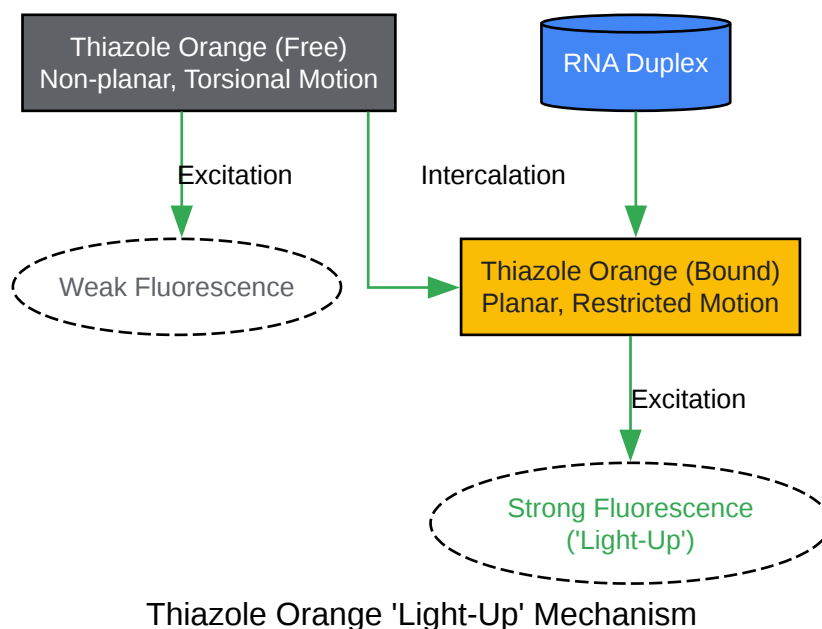 Thiazole Orange (Free)
Non-planar, Torsional Motion
RNA Duplex
Excitation
Intercalation
Weak Fluorescence
Thiazole Orange (Bound)
Planar, Restricted Motion
Excitation
Strong Fluorescence
('Light-Up')
Thiazole Orange 'Light-Up' Mechanism